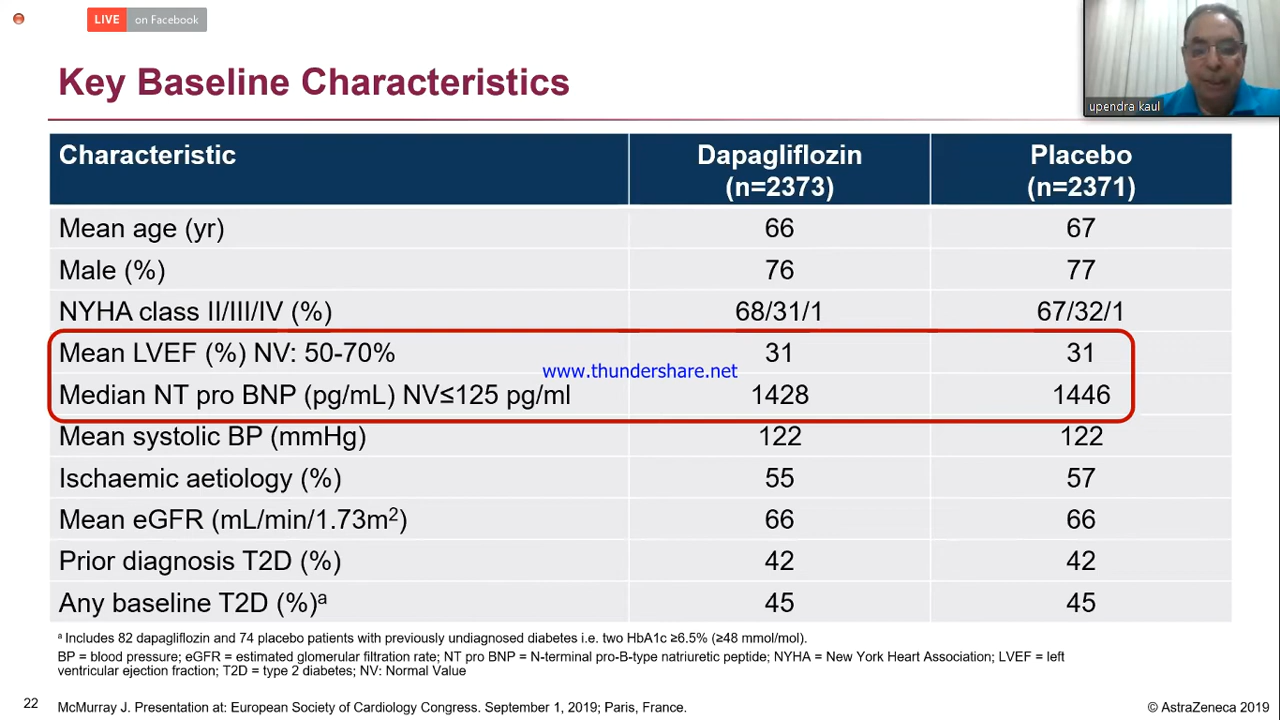 LIVE on Facebook
upendra kaul
Key Baseline Characteristics
Characteristic Dapagliflozin (n=2373) Placebo (n=2371)
Mean age (yr) 66 67
Male (%) 76 77
NYHA class II/III/IV (%) 68/31/1 67/32/1
Mean LVEF (%) NV: 50-70% 31 31
www.thundershare.net
Median NT pro BNP (pg/mL) NV≤125 pg/ml 1428 1446
Mean systolic BP (mmHg) 122 122
Ischaemic aetiology (%) 55 57
Mean eGFR (mL/min/1.73m²) 66 66
Prior diagnosis T2D (%) 42 42
Any baseline T2D (%)ᵃ 45 45
ᵃ Includes 82 dapagliflozin and 74 placebo patients with previously undiagnosed diabetes i.e. two HbA1c ≥6.5% (≥48 mmol/mol).
BP = blood pressure; eGFR = estimated glomerular filtration rate; NT pro BNP = N-terminal pro-B-type natriuretic peptide; NYHA = New York Heart Association; LVEF = left
ventricular ejection fraction; T2D = type 2 diabetes; NV: Normal Value
22 McMurray J. Presentation at: European Society of Cardiology Congress. September 1, 2019; Paris, France. © AstraZeneca 2019